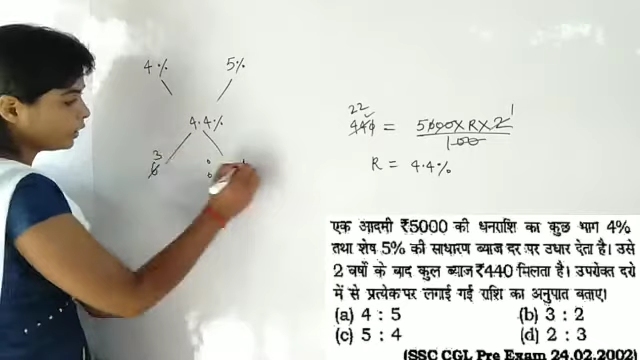 4%
5%
4.4%
3
6
:
22
440 = 5000×R×2 1
100
R = 4.4%
एक आदमी ₹5000 की धनराशि का कुछ भाग 4%
तथा शेष 5% की साधारण ब्याज दर पर उधार देता है। उसे
2 वर्षों के बाद कुल ब्याज ₹440 मिलता है। उपरोक्त दरों
में से प्रत्येक पर लगाई गई राशि का अनुपात बताए।
(a) 4 : 5 (b) 3 : 2
(c) 5 : 4 (d) 2 : 3
(SSC CGL Pre Exam 24.02.2002)